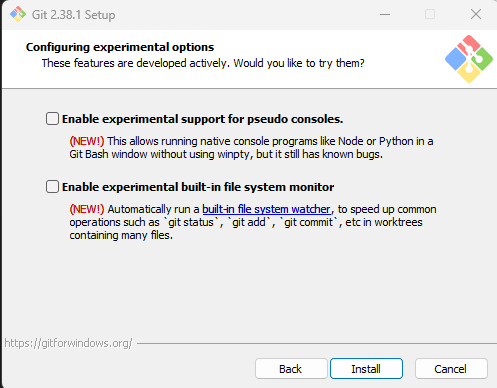 Git 2.38.1 Setup
Configuring experimental options
These features are developed actively. Would you like to try them?
Enable experimental support for pseudo consoles.
(NEW!) This allows running native console programs like Node or Python in a
Git Bash window without using winpty, but it still has known bugs.
Enable experimental built-in file system monitor
(NEW!) Automatically run a built-in file system watcher, to speed up common
operations such as `git status`, `git add`, `git commit`, etc in worktrees
containing many files.
https://gitforwindows.org/
Back Install Cancel